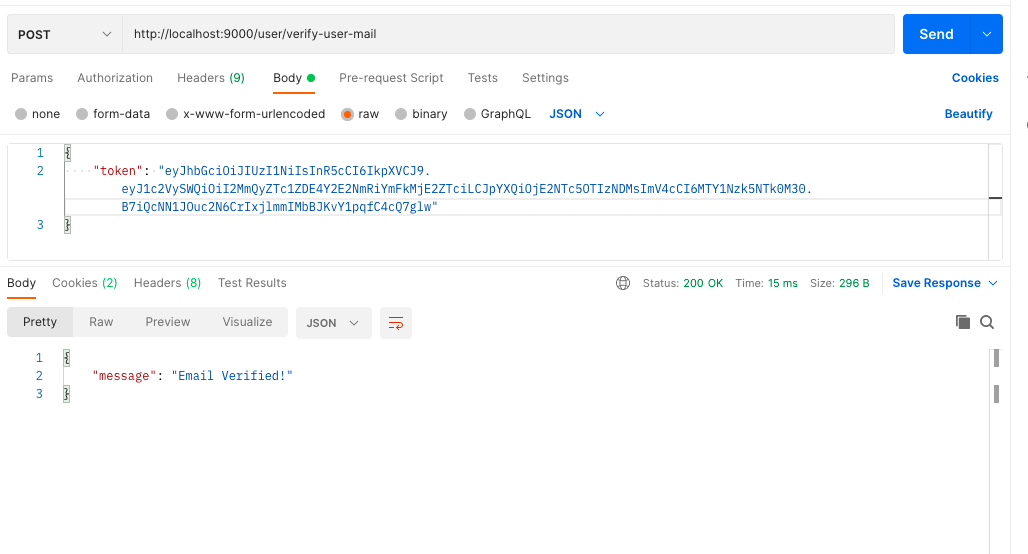 POST http://localhost:9000/user/verify-user-mail Send
Params Authorization Headers (9) Body Pre-request Script Tests Settings Cookies
none form-data x-www-form-urlencoded raw binary GraphQL JSON Beautify
1 {
2 "token": "eyJhbGciOiJIUzI1NiIsInR5cCI6IkpXVCJ9.
eyJ1c2VySWQiOiI2MmQyZTc1ZDE4Y2E2NmRiYmFkMjE2ZTciLCJpYXQiOjE2NTc5OTIzNDMsImV4cCI6MTY1Nzk5NTk0M30.
B7iQcNN1JOuc2N6CrIxjlmmIMbBJKvY1pqfC4cQ7glw"
3 }
Body Cookies (2) Headers (8) Test Results Status: 200 OK Time: 15 ms Size: 296 B Save Response
Pretty Raw Preview Visualize JSON
1 {
2 "message": "Email Verified!"
3 }